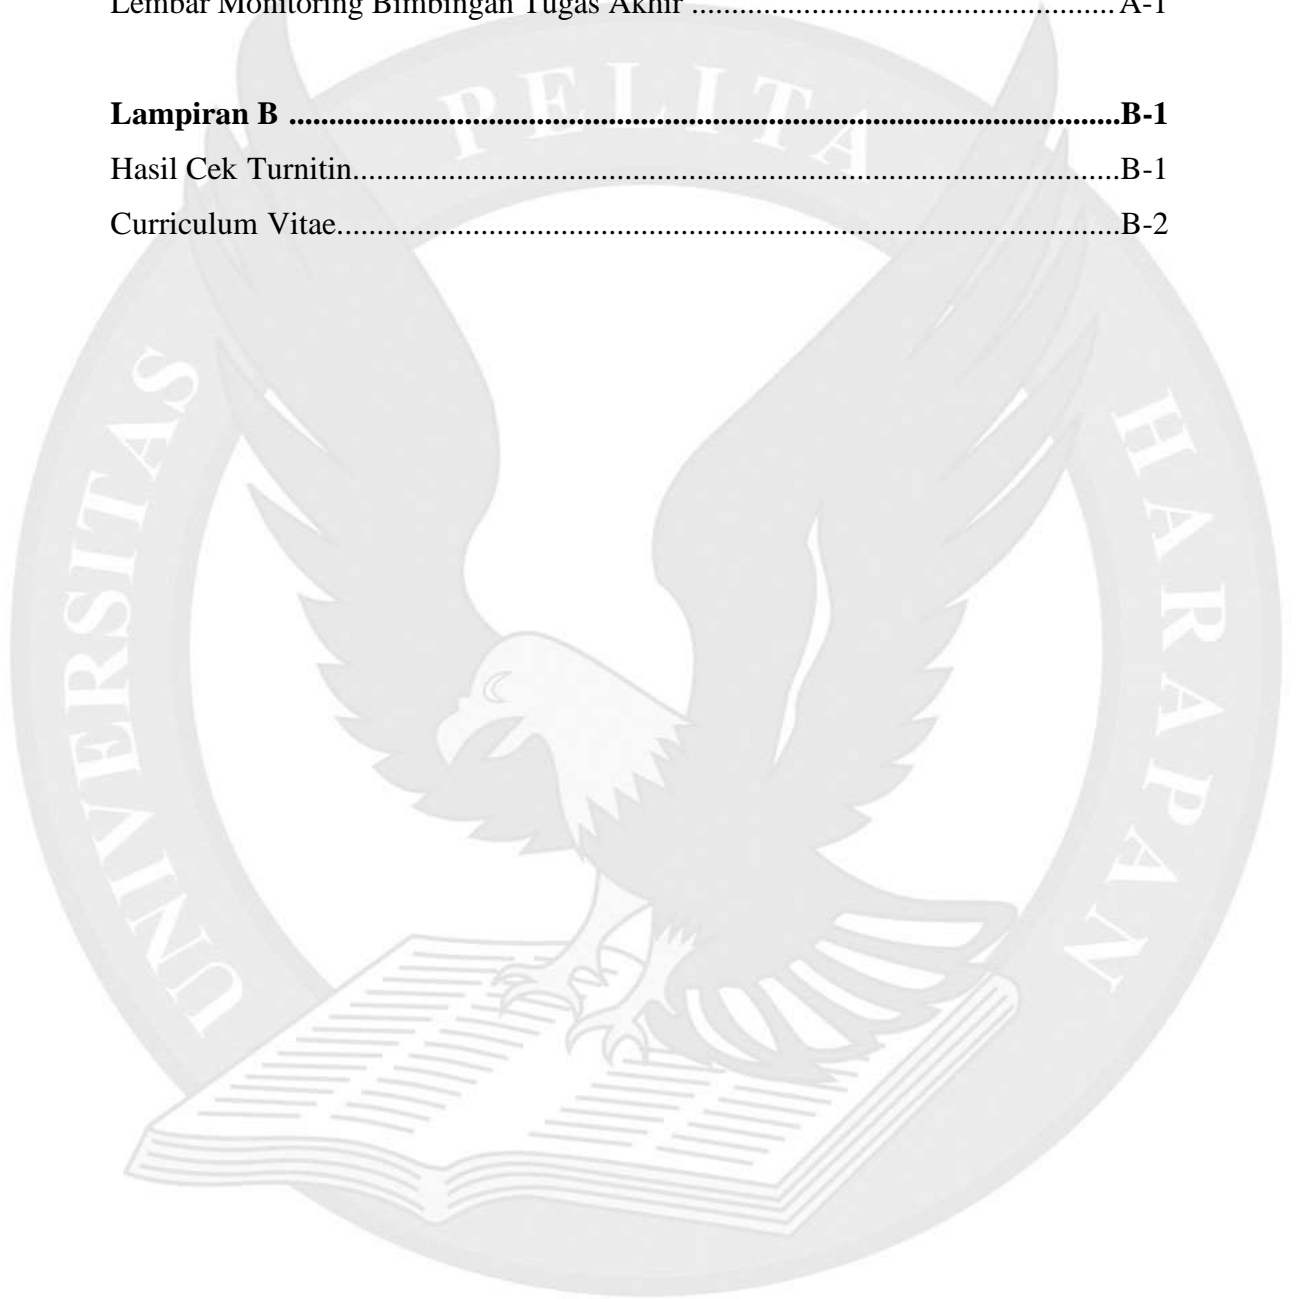 Lembar Monitoring Bimbingan Tugas Akhir ..................................................... A-1
Lampiran B ........................................................................................................B-1
Hasil Cek Turnitin................................................................................................B-1
Curriculum Vitae..................................................................................................B-2
UNIVERSITAS PELITA HARAPAN